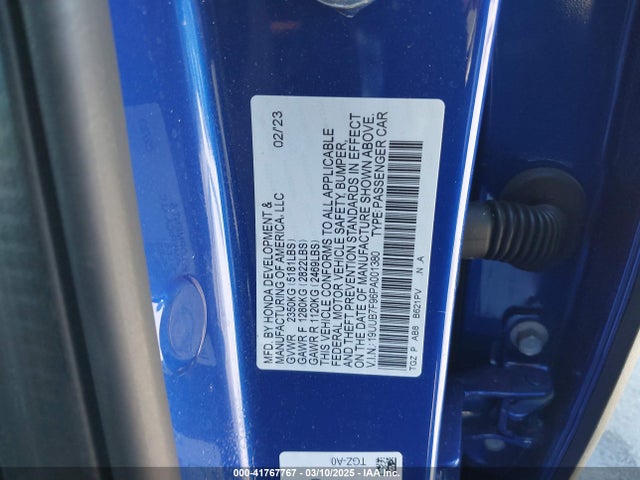 MFD. BY HONDA DEVELOPMENT & 02/23
MANUFACTURING OF AMERICA, LLC
GVWR 2350KG(5181LBS)
GAWR F 1280KG(2822LBS)
GAWR R 1120KG(2469LBS)
THIS VEHICLE CONFORMS TO ALL APPLICABLE
FEDERAL MOTOR VEHICLE SAFETY, BUMPER,
AND THEFT PREVENTION STANDARDS IN EFFECT
ON THE DATE OF MANUFACTURE SHOWN ABOVE.
V.I.N.:19UUB7F96PA001380 TYPE:PASSENGER CAR
TGZ P AB8 B621PV .N .A
TGZ-A0
© COPYRIGHT 0-41767767 - 03/10/2025 - IAA Inc.